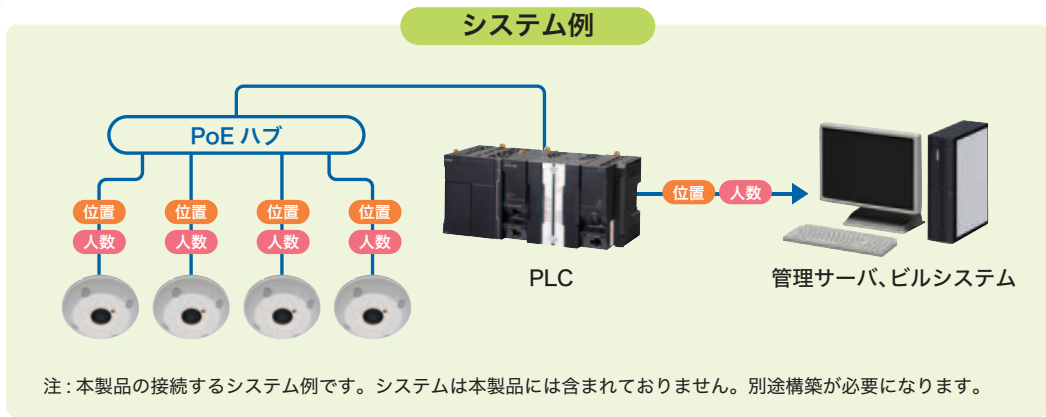 システム例
PoE ハブ
位置 位置 位置 位置
人数 人数 人数 人数
位置 人数
PLC
管理サーバ、ビルシステム
注 : 本製品の接続するシステム例です。システムは本製品には含まれておりません。別途構築が必要になります。